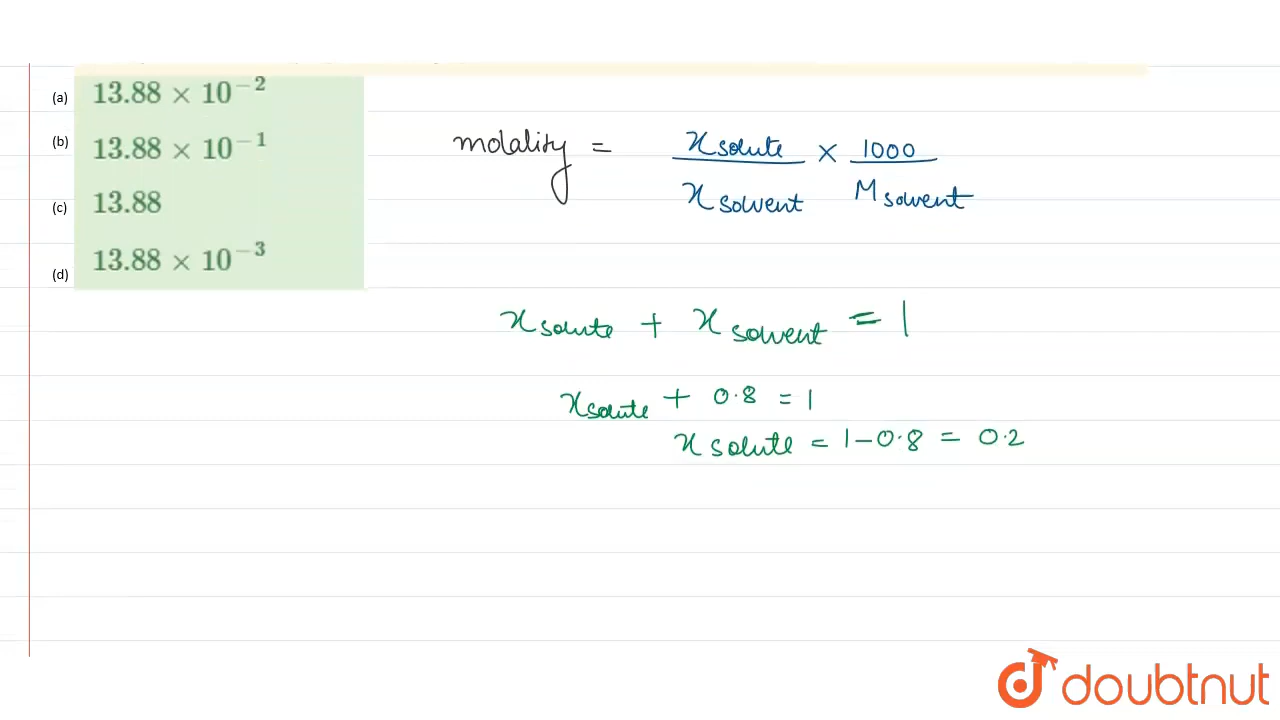 (a) 13.88 × 10⁻²
(b) 13.88 × 10⁻¹
(c) 13.88
(d) 13.88 × 10⁻³
molality = x solute / x solvent × 1000 / M solvent
x solute + x solvent = 1
x solute + 0.8 = 1
x solute = 1 - 0.8 = 0.2
doubtnut